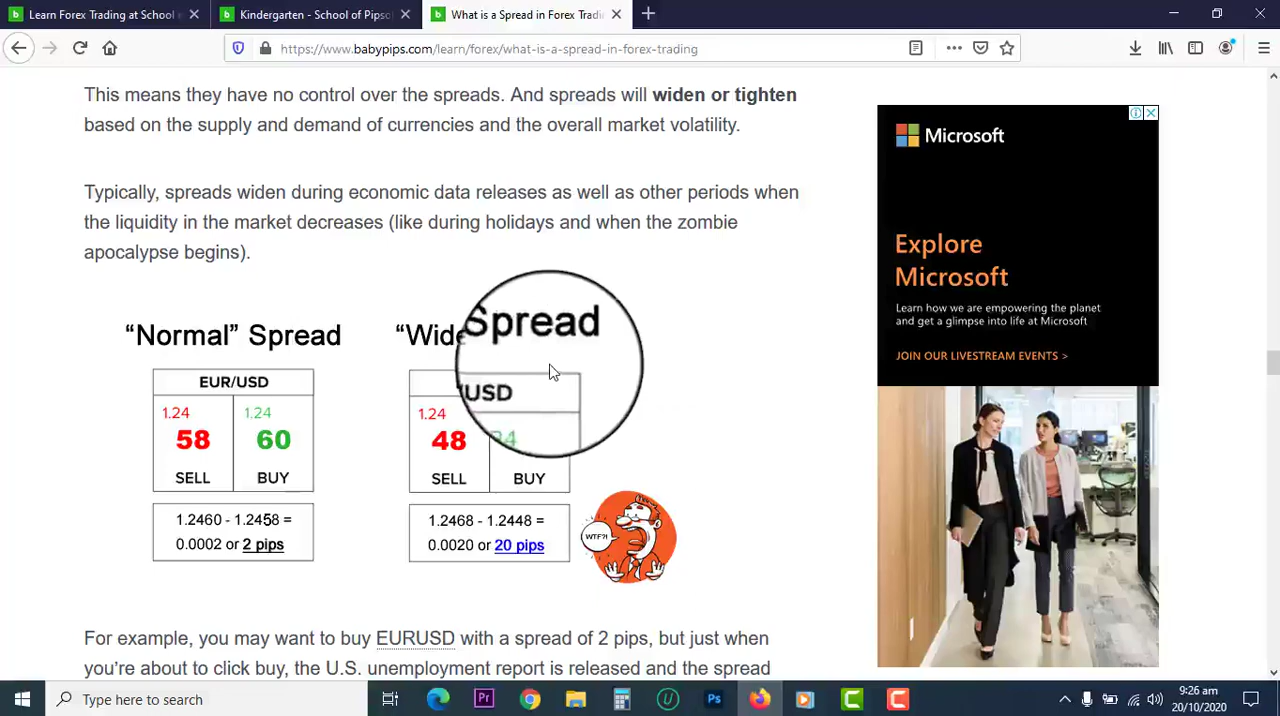 Learn Forex Trading at School
Kindergarten - School of Pipsol
What is a Spread in Forex Tradi
https://www.babypips.com/learn/forex/what-is-a-spread-in-forex-trading
This means they have no control over the spreads. And spreads will widen or tighten
based on the supply and demand of currencies and the overall market volatility.
Typically, spreads widen during economic data releases as well as other periods when
the liquidity in the market decreases (like during holidays and when the zombie
apocalypse begins).
“Normal” Spread
EUR/USD
1.24 1.24
58 60
SELL BUY
1.2460 - 1.2458 =
0.0002 or 2 pips
“Wide Spread
/USD
1.24 24
48
SELL BUY
1.2468 - 1.2448 =
0.0020 or 20 pips
WTF?!
For example, you may want to buy EURUSD with a spread of 2 pips, but just when
you’re about to click buy, the U.S. unemployment report is released and the spread
Microsoft
Explore
Microsoft
Learn how we are empowering the planet
and get a glimpse into life at Microsoft
JOIN OUR LIVESTREAM EVENTS >
Type here to search
Pr
Ps
9:26 am
20/10/2020